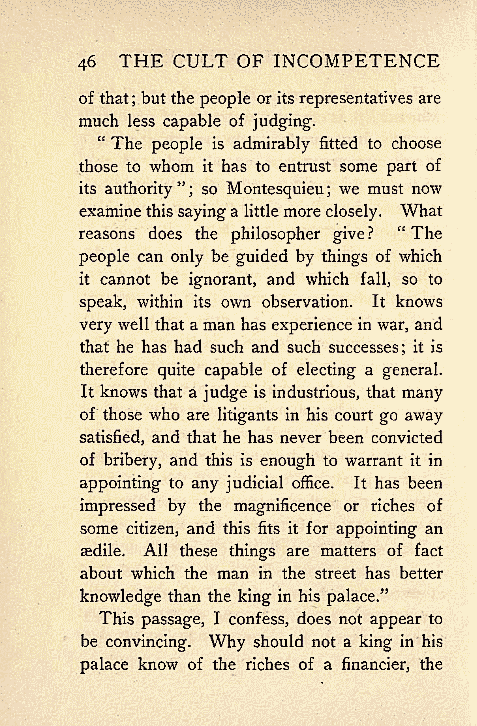 46 THE CULT OF INCOMPETENCE
of that; but the people or its representatives are
much less capable of judging.
“ The people is admirably fitted to choose
those to whom it has to entrust some part of
its authority ”; so Montesquieu; we must now
examine this saying a little more closely. What
reasons does the philosopher give? “ The
people can only be guided by things of which
it cannot be ignorant, and which fall, so to
speak, within its own observation. It knows
very well that a man has experience in war, and
that he has had such and such successes; it is
therefore quite capable of electing a general.
It knows that a judge is industrious, that many
of those who are litigants in his court go away
satisfied, and that he has never been convicted
of bribery, and this is enough to warrant it in
appointing to any judicial office. It has been
impressed by the magnificence or riches of
some citizen, and this fits it for appointing an
ædile. All these things are matters of fact
about which the man in the street has better
knowledge than the king in his palace.”
This passage, I confess, does not appear to
be convincing. Why should not a king in his
palace know of the riches of a financier, the